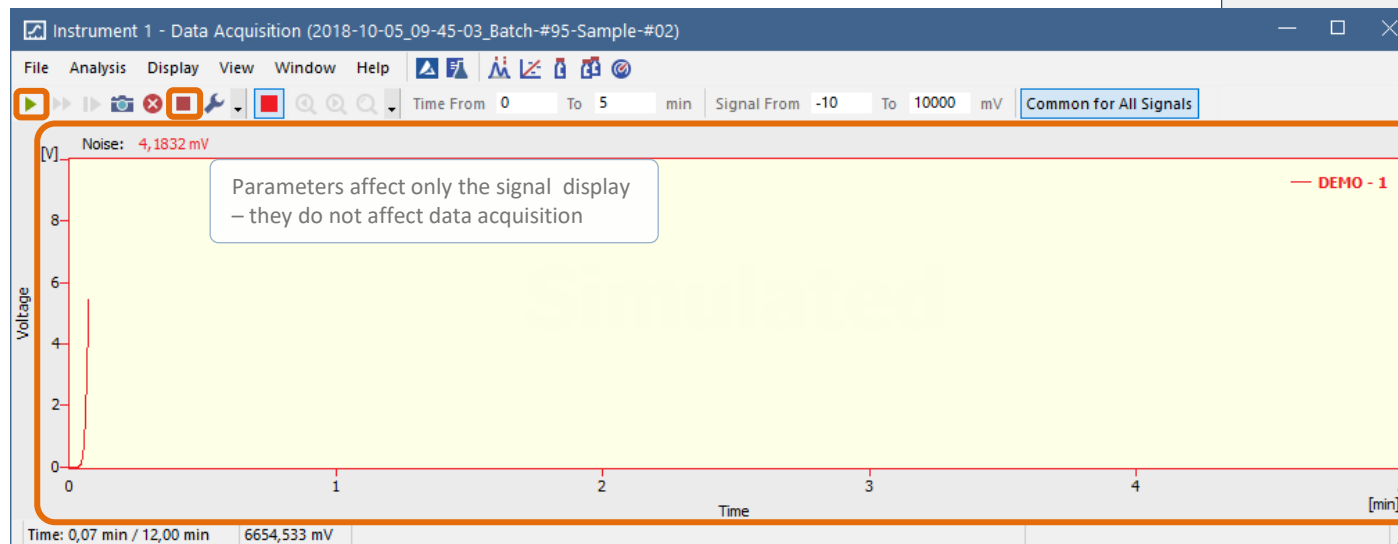 Instrument 1 - Data Acquisition (2018-10-05_09-45-03_Batch-#95-Sample-#02)
File Analysis Display View Window Help
Time From 0 To 5 min Signal From -10 To 10000 mV Common for All Signals
Noise: 4,1832 mV
[V]
Parameters affect only the signal display
– they do not affect data acquisition
DEMO - 1
8
6
Voltage
4
2
0
0 1 2 3 4
Time
[min]
Time: 0,07 min / 12,00 min 6654,533 mV